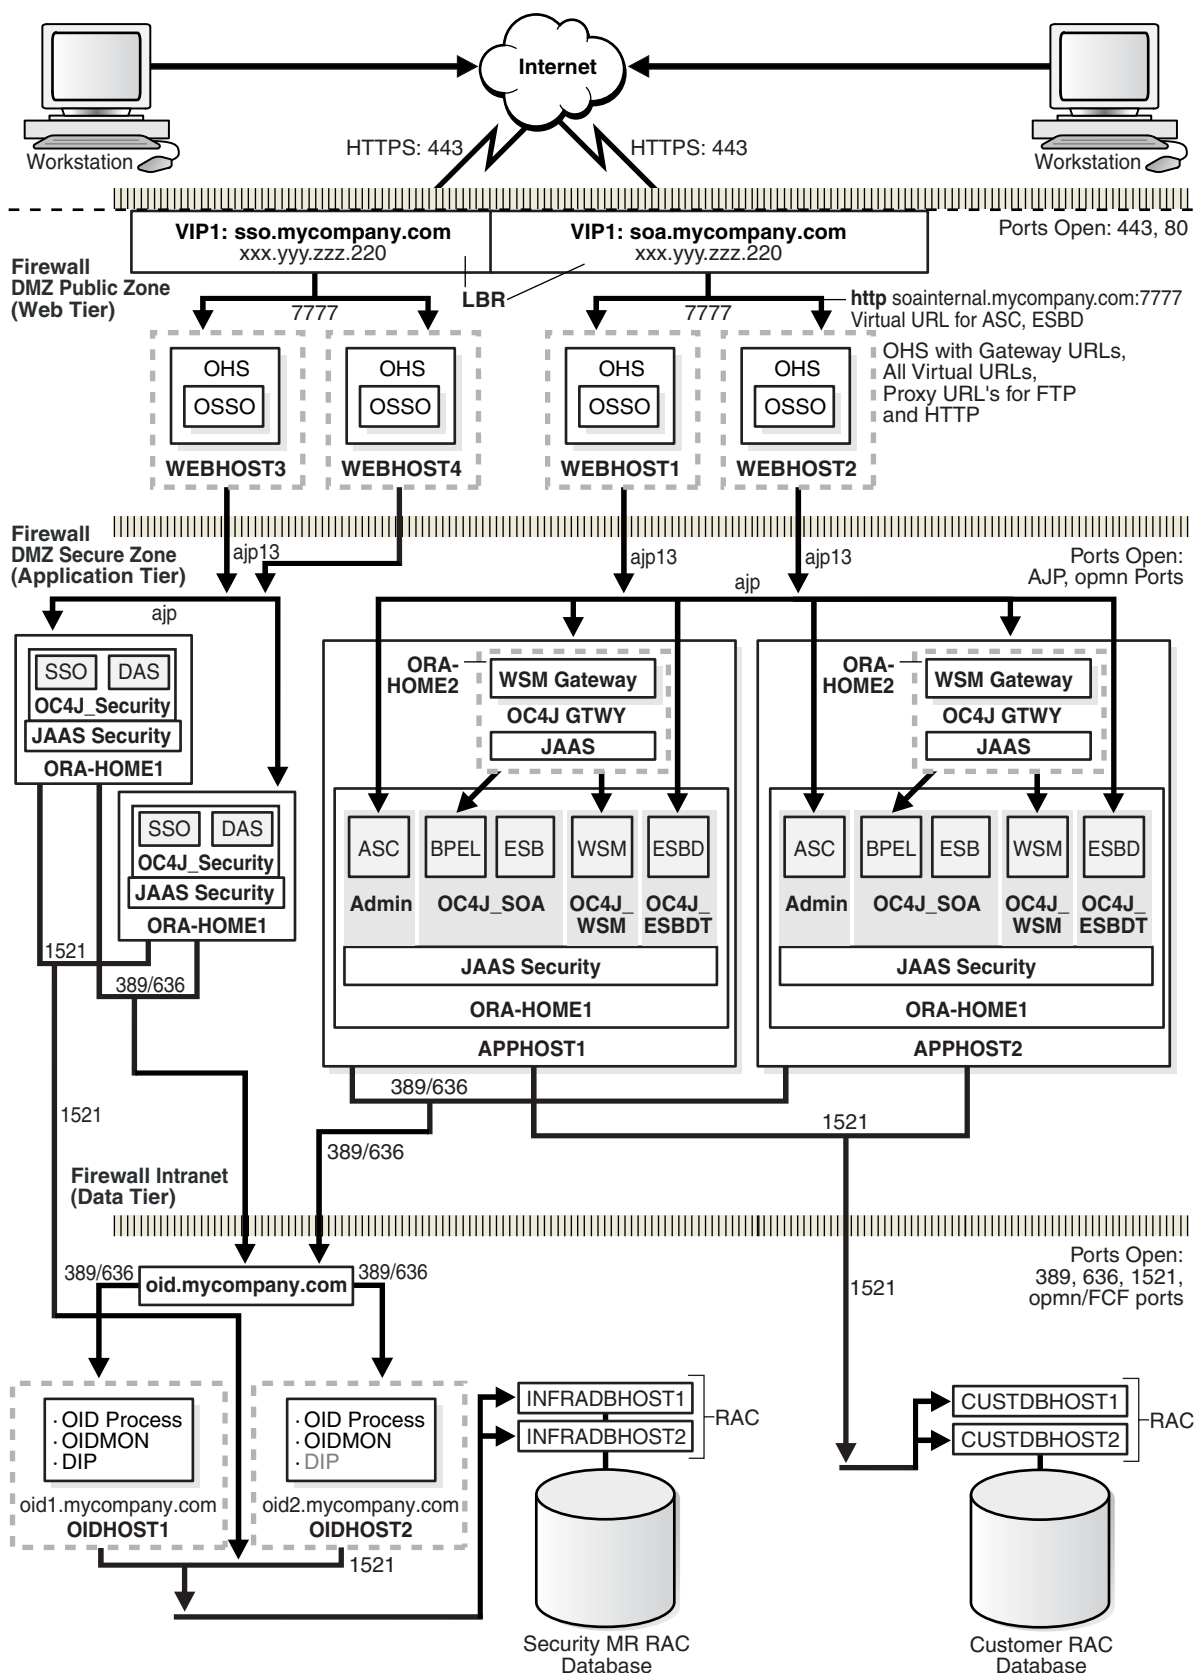 Internet
Workstation
Workstation
HTTPS: 443
HTTPS: 443
Ports Open: 443, 80
VIP1: sso.mycompany.com
xxx.yyy.zzz.220
VIP1: soa.mycompany.com
xxx.yyy.zzz.220
Firewall
DMZ Public Zone
(Web Tier)
LBR
7777
7777
http soainternal.mycompany.com:7777
Virtual URL for ASC, ESBD
OHS with Gateway URLs,
All Virtual URLs,
Proxy URL's for FTP
and HTTP
OHS
OSSO
WEBHOST3
OHS
OSSO
WEBHOST4
OHS
OSSO
WEBHOST1
OHS
OSSO
WEBHOST2
Firewall
DMZ Secure Zone
(Application Tier)
ajp13
ajp13
ajp13
Ports Open:
AJP, opmn Ports
ajp
ajp
SSO
DAS
OC4J_Security
JAAS Security
ORA-HOME1
SSO
DAS
OC4J_Security
JAAS Security
ORA-HOME1
1521
389/636
ORA-
HOME2
WSM Gateway
OC4J GTWY
JAAS
ASC
BPEL
ESB
WSM
ESBD
Admin
OC4J_SOA
OC4J_
WSM
OC4J_
ESBDT
JAAS Security
ORA-HOME1
APPHOST1
ORA-
HOME2
WSM Gateway
OC4J GTWY
JAAS
ASC
BPEL
ESB
WSM
ESBD
Admin
OC4J_SOA
OC4J_
WSM
OC4J_
ESBDT
JAAS Security
ORA-HOME1
APPHOST2
389/636
1521
1521
389/636
Firewall Intranet
(Data Tier)
Ports Open:
389, 636, 1521,
opmn/FCF ports
389/636
oid.mycompany.com
389/636
1521
· OID Process
· OIDMON
· DIP
oid1.mycompany.com
OIDHOST1
· OID Process
· OIDMON
· DIP
oid2.mycompany.com
OIDHOST2
1521
INFRADBHOST1
INFRADBHOST2
RAC
CUSTDBHOST1
CUSTDBHOST2
RAC
Security MR RAC
Database
Customer RAC
Database